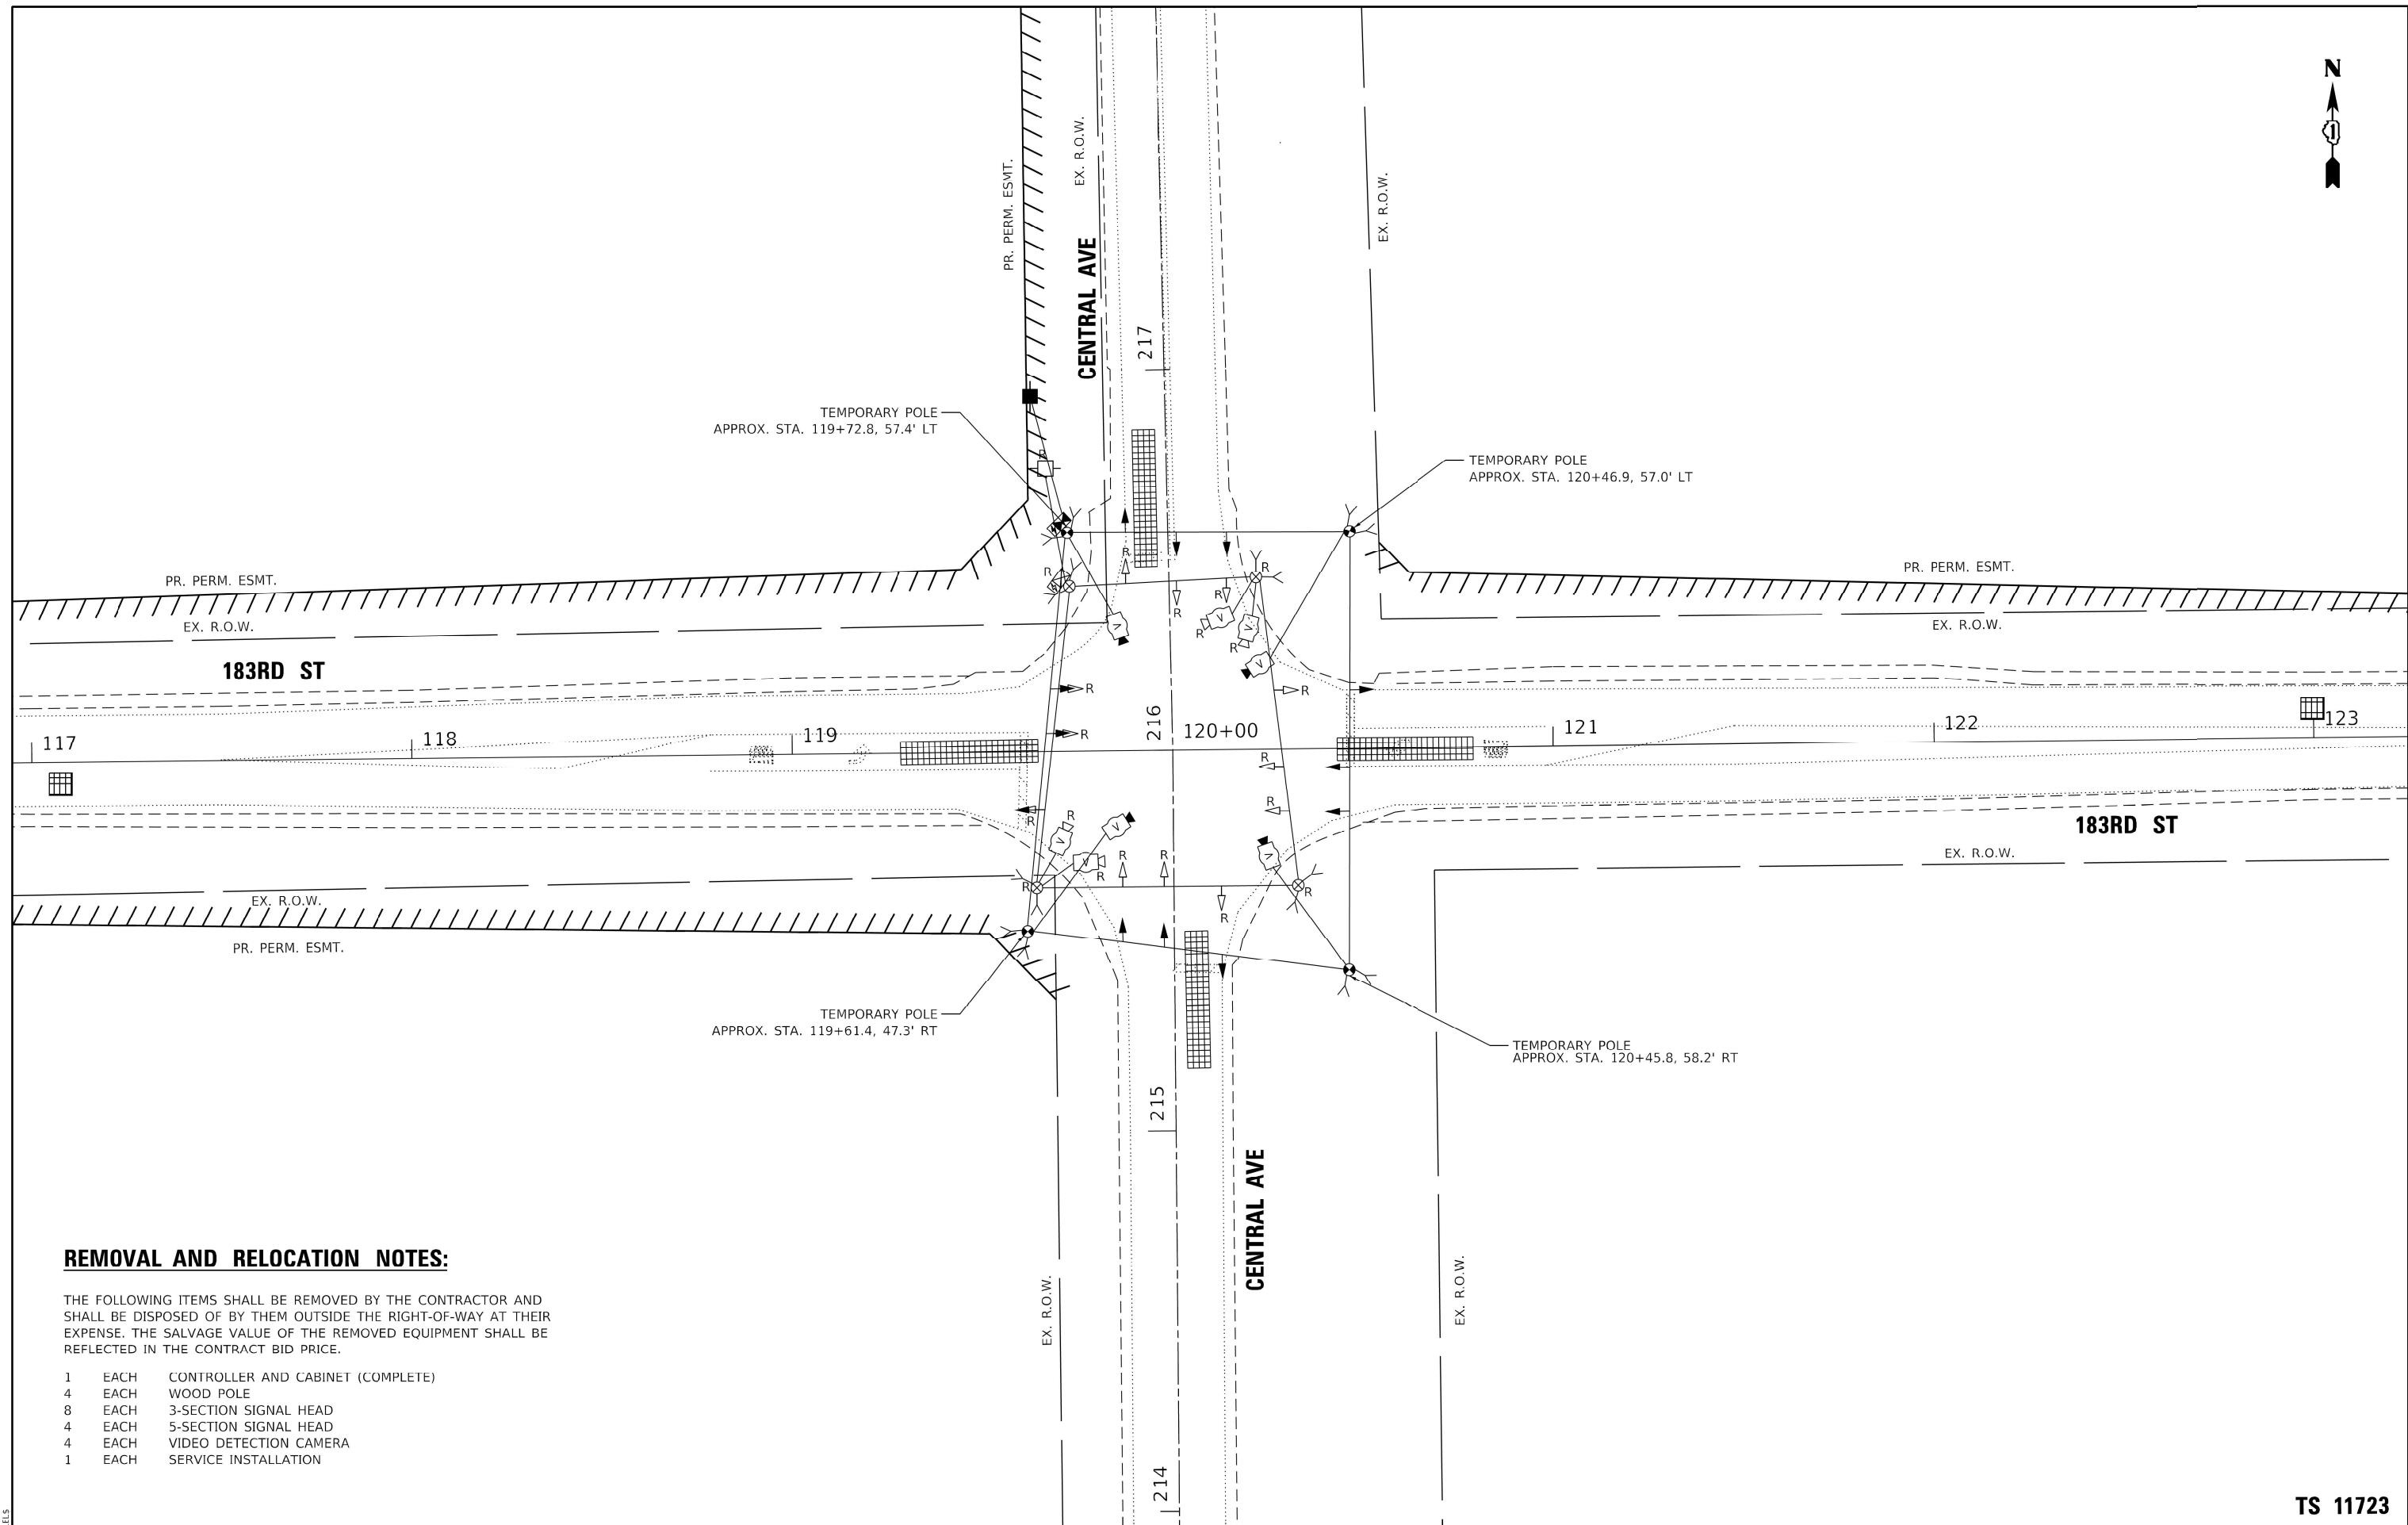 N
1
EX. R.O.W.
PR. PERM. ESMT.
CENTRAL AVE
EX. R.O.W.
217
TEMPORARY POLE
APPROX. STA. 119+72.8, 57.4' LT
TEMPORARY POLE
APPROX. STA. 120+46.9, 57.0' LT
R
R
R
R
R
R
PR. PERM. ESMT.
PR. PERM. ESMT.
EX. R.O.W.
EX. R.O.W.
V
V
V
V
R
R
183RD ST
R
R
216
120+00
117
118
119
121
122
123
R
R
R
R
R
V
V
V
V
183RD ST
R
R
R
R
R
R
EX. R.O.W.
EX. R.O.W.
PR. PERM. ESMT.
TEMPORARY POLE
APPROX. STA. 119+61.4, 47.3' RT
TEMPORARY POLE
APPROX. STA. 120+45.8, 58.2' RT
215
CENTRAL AVE
EX. R.O.W.
EX. R.O.W.
214
REMOVAL AND RELOCATION NOTES:
THE FOLLOWING ITEMS SHALL BE REMOVED BY THE CONTRACTOR AND
SHALL BE DISPOSED OF BY THEM OUTSIDE THE RIGHT-OF-WAY AT THEIR
EXPENSE. THE SALVAGE VALUE OF THE REMOVED EQUIPMENT SHALL BE
REFLECTED IN THE CONTRACT BID PRICE.
1 EACH CONTROLLER AND CABINET (COMPLETE)
4 EACH WOOD POLE
8 EACH 3-SECTION SIGNAL HEAD
4 EACH 5-SECTION SIGNAL HEAD
4 EACH VIDEO DETECTION CAMERA
1 EACH SERVICE INSTALLATION
TS 11723